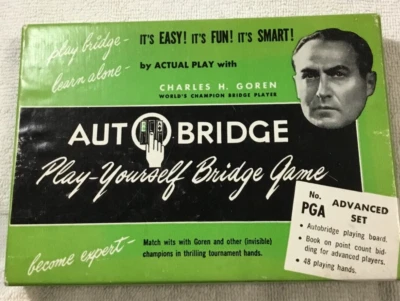 play bridge-
learn alone-
IT'S EASY! IT'S FUN! IT'S SMART!
by ACTUAL PLAY with
CHARLES H. GOREN
WORLD'S CHAMPION BRIDGE PLAYER
AUTOBRIDGE
Play-Yourself Bridge Game
become expert-
Match wits with Goren and other (invisible)
champions in thrilling tournament hands.
No.
PGA
ADVANCED
SET
• Autobridge playing board.
• Book on point count bid-
ding for advanced players.
• 48 playing hands.